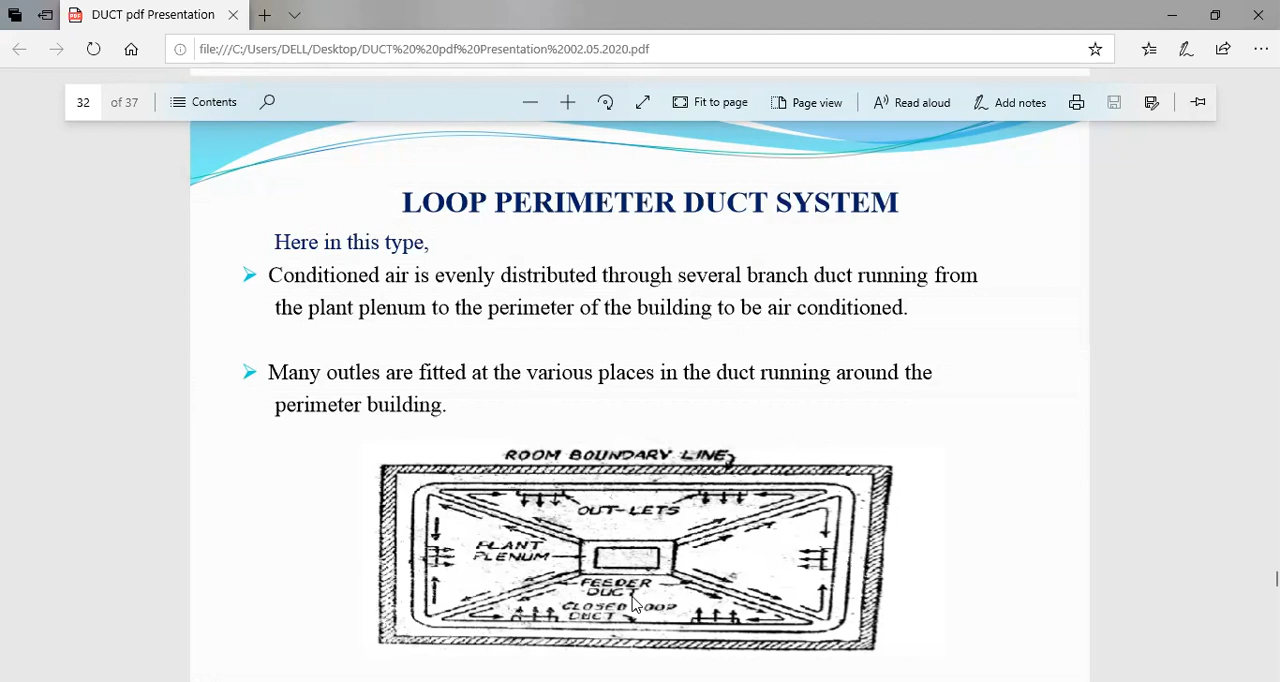 DUCT pdf Presentation
file:///C:/Users/DELL/Desktop/DUCT%20%20pdf%20Presentation%2002.05.2020.pdf
32 of 37 Contents Fit to page Page view Read aloud Add notes
LOOP PERIMETER DUCT SYSTEM
Here in this type,
Conditioned air is evenly distributed through several branch duct running from
the plant plenum to the perimeter of the building to be air conditioned.
Many outles are fitted at the various places in the duct running around the
perimeter building.
ROOM BOUNDARY LINE
OUT-LETS
PLANT
PLENUM
FEEDER
DUCT
CLOSED LOOP
DUCT